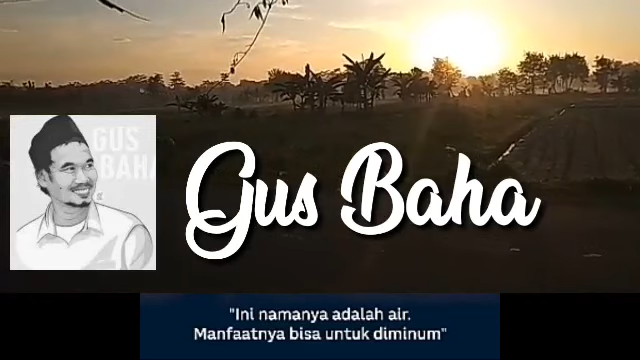 GUS
BAHA
Gus Baha
"Ini namanya adalah air.
Manfaatnya bisa untuk diminum"